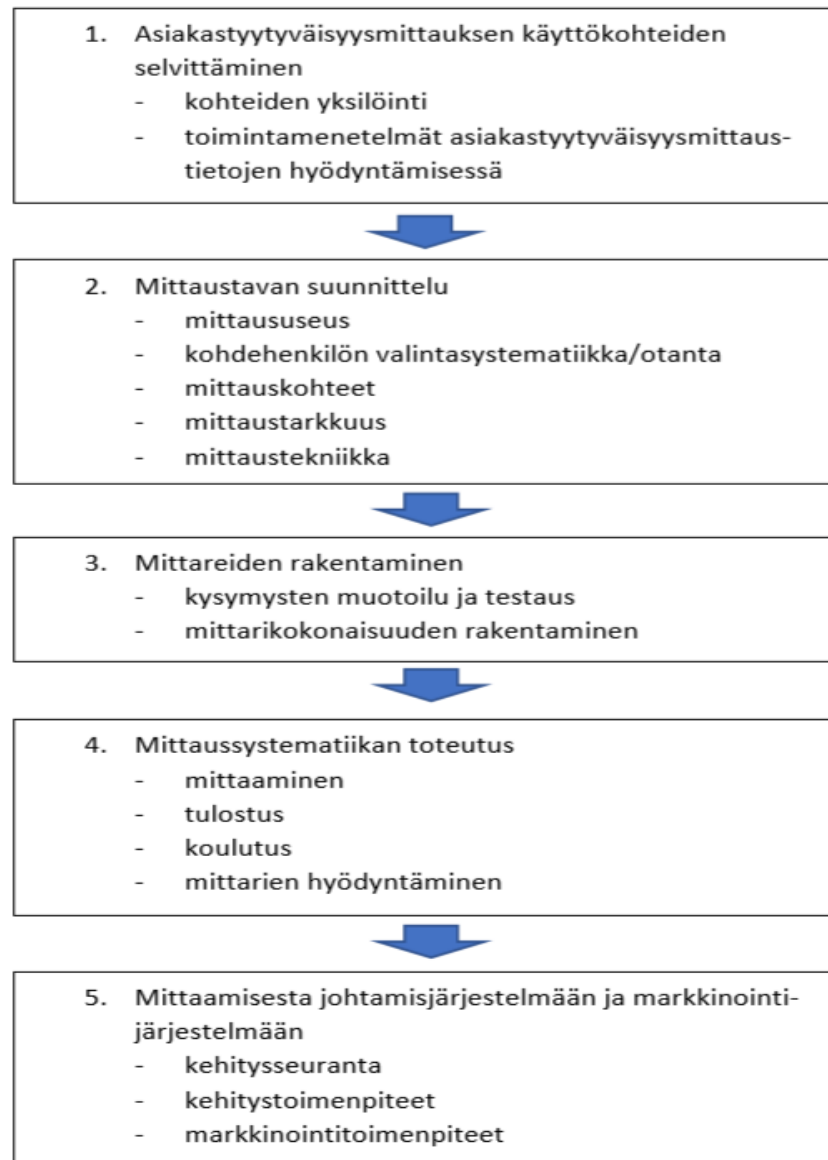 1. Asiakastyytyväisyysmittauksen käyttökohteiden
selvittäminen
- kohteiden yksilöinti
- toimintamenetelmät asiakastyytyväisyysmittaus-
tietojen hyödyntämisessä
2. Mittaustavan suunnittelu
- mittaususeus
- kohdehenkilön valintasystematiikka/otanta
- mittauskohteet
- mittaustarkkuus
- mittaustekniikka
3. Mittareiden rakentaminen
- kysymysten muotoilu ja testaus
- mittarikokonaisuuden rakentaminen
4. Mittaussystematiikan toteutus
- mittaaminen
- tulostus
- koulutus
- mittarien hyödyntäminen
5. Mittaamisesta johtamisjärjestelmään ja markkinointi-
järjestelmään
- kehitysseuranta
- kehitystoimenpiteet
- markkinointitoimenpiteet